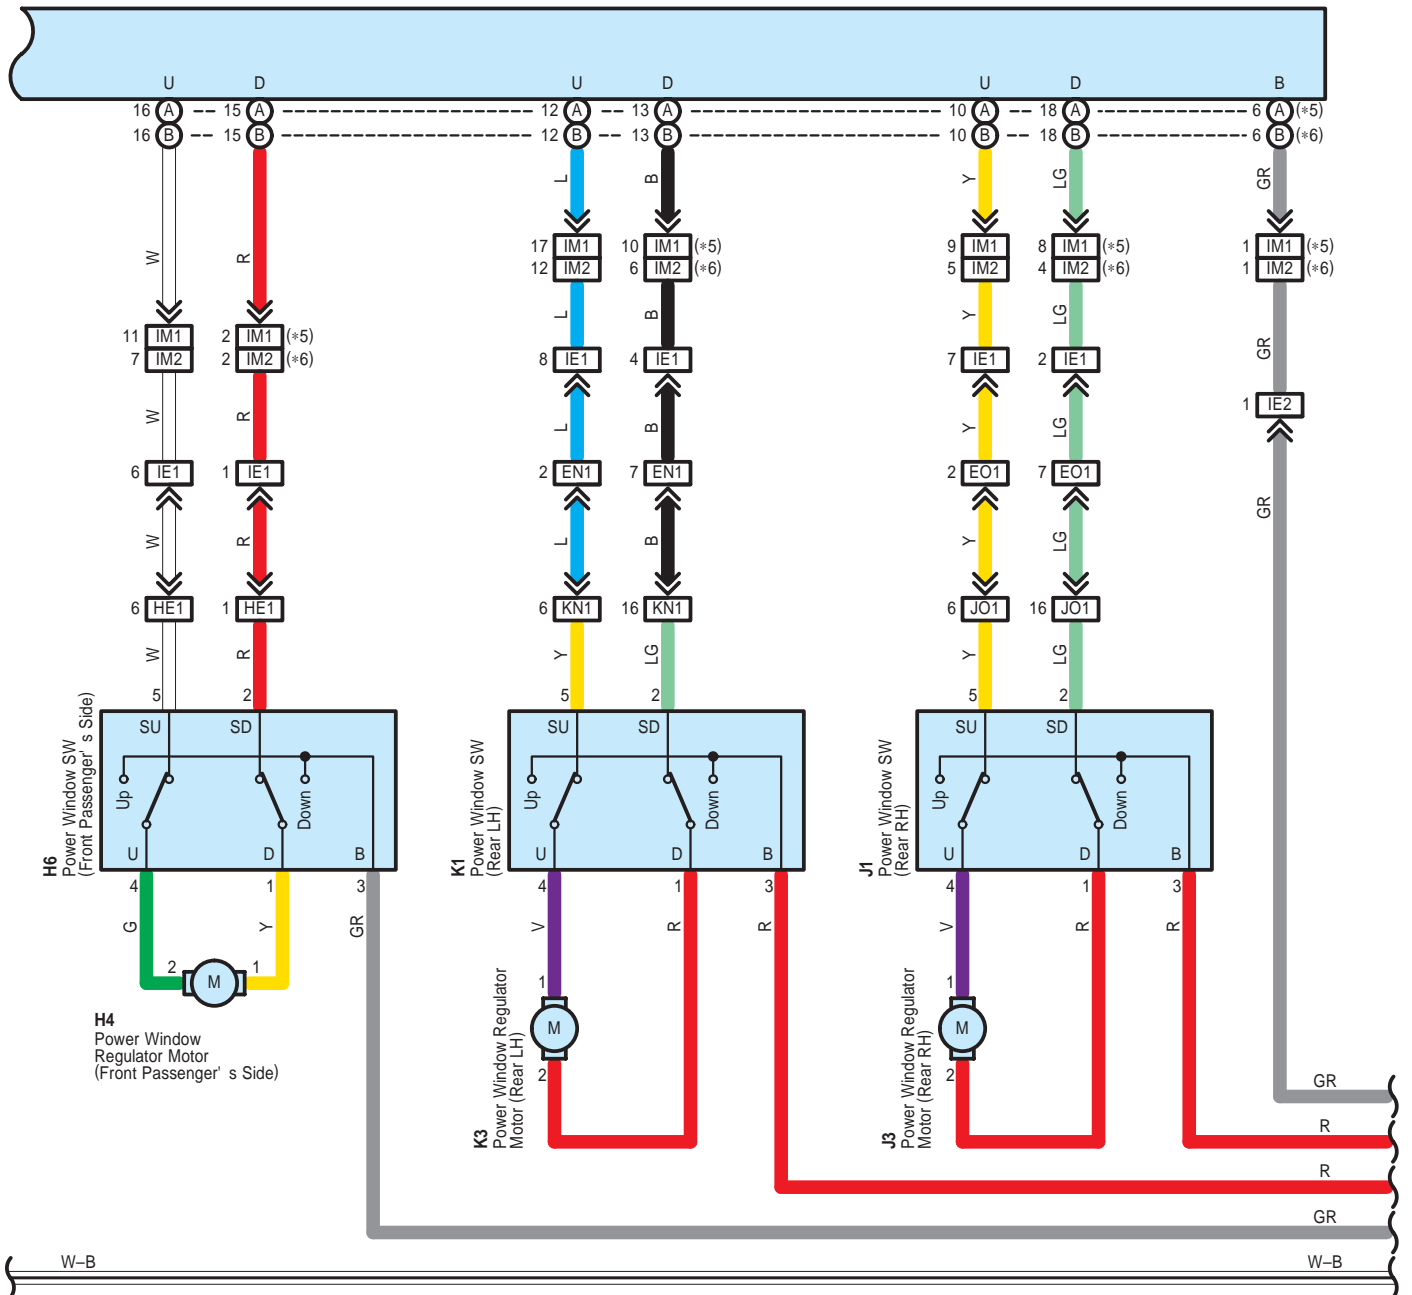 U D U D U D B
16 A 15 A 12 A 13 A 10 A 18 A 6 A (*5)
16 B 15 B 12 B 13 B 10 B 18 B 6 B (*6)
L B Y LG GR
W R
17 IM1 10 IM1 (*5) 9 IM1 8 IM1 (*5) 1 IM1 (*5)
12 IM2 6 IM2 (*6) 5 IM2 4 IM2 (*6) 1 IM2 (*6)
L B Y LG
11 IM1 2 IM1 (*5)
7 IM2 2 IM2 (*6) 8 IE1 4 IE1 7 IE1 2 IE1 GR
1 IE2
W R L B Y LG
6 IE1 1 IE1 2 EN1 7 EN1 2 EO1 7 EO1
GR
W R L B Y LG
6 HE1 1 HE1 6 KN1 16 KN1 6 JO1 16 JO1
W R Y LG Y LG
5 2 5 2 5 2
SU SD SU SD SU SD
Up Down Up Down Up Down
U D B U D B U D B
H6
Power Window SW
(Front Passenger' s Side)
K1
Power Window SW
(Rear LH)
J1
Power Window SW
(Rear RH)
4 1 3 4 1 3 4 1 3
G Y GR V R R V R R
2 M 1
1 M 2
1 M 2
H4
Power Window
Regulator Motor
(Front Passenger' s Side)
K3
Power Window Regulator
Motor (Rear LH)
J3
Power Window Regulator
Motor (Rear RH)
GR
R
R
GR
W–B W–B